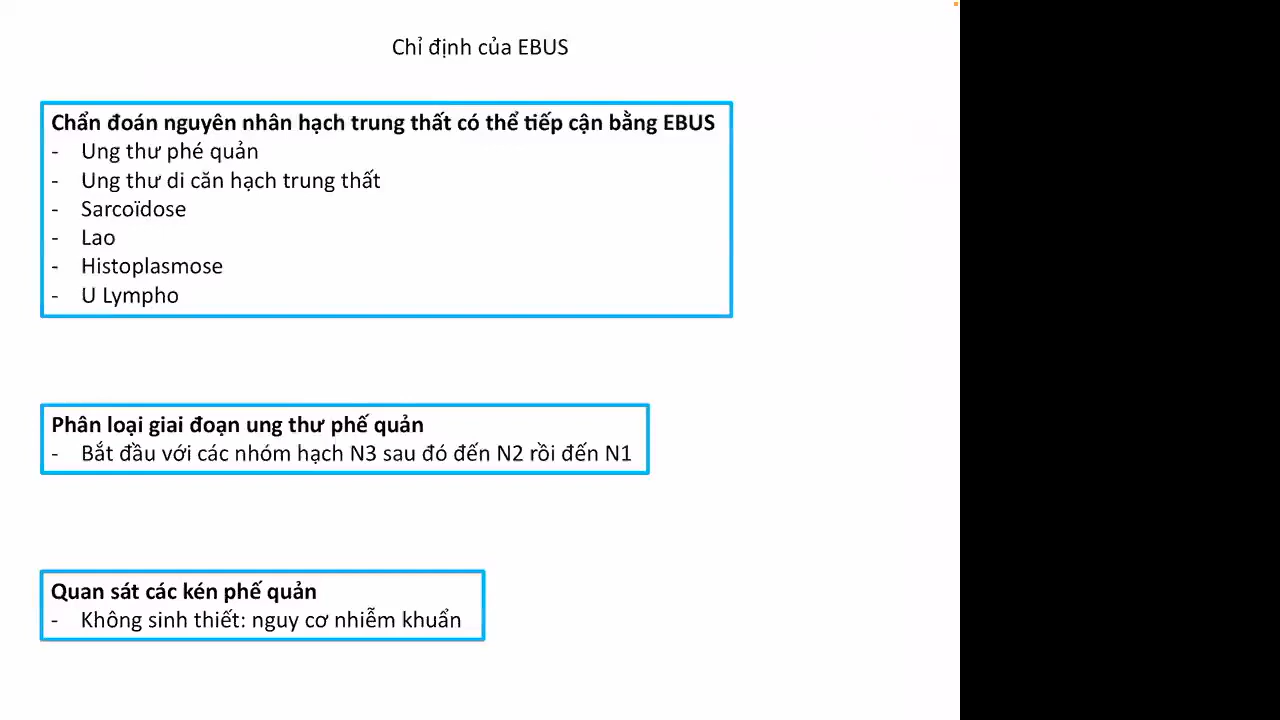 Chỉ định của EBUS
Chẩn đoán nguyên nhân hạch trung thất có thể tiếp cận bằng EBUS
- Ung thư phé quản
- Ung thư di căn hạch trung thất
- Sarcoïdose
- Lao
- Histoplasmose
- U Lympho
Phân loại giai đoạn ung thư phế quản
- Bắt đầu với các nhóm hạch N3 sau đó đến N2 rồi đến N1
Quan sát các kén phế quản
- Không sinh thiết: nguy cơ nhiễm khuẩn